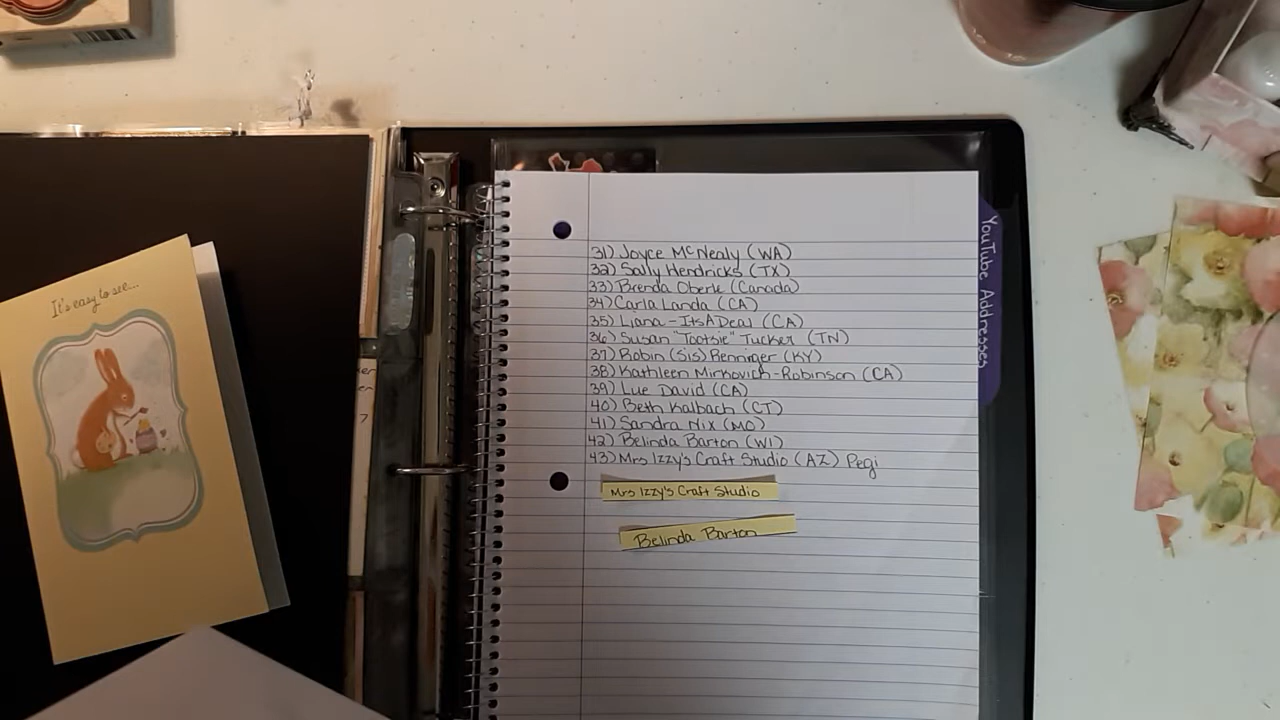 It's easy to see...
YouTube Addresses
31) Joyce McNealy (WA)
32) Sally Hendricks (TX)
33) Brenda Oberle (Canada)
34) Carla Landa (CA)
35) Liana - ItsADeal (CA)
36) Susan "Tootsie" Tucker (TN)
37) Robin (Sis) Renninger (KY)
38) Kathleen Mirkovich-Robinson (CA)
39) Lue David (CA)
40) Beth Kalbach (CT)
41) Sandra Nix (MO)
42) Belinda Barton (WI)
43) Mrs Izzy's Craft Studio (AZ) Pegi
Mrs Izzy's Craft Studio
Belinda Barton